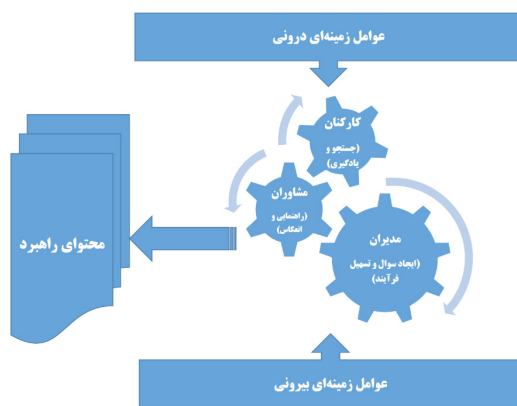 عوامل زمینه‌ای درونی
کارکنان
(جستجو و
یادگیری)
مشاوران
(راهنمایی و
انعکاس)
مدیران
(ایجاد سوال و تسهیل
فرآیند)
محتوای راهبرد
عوامل زمینه‌ای بیرونی